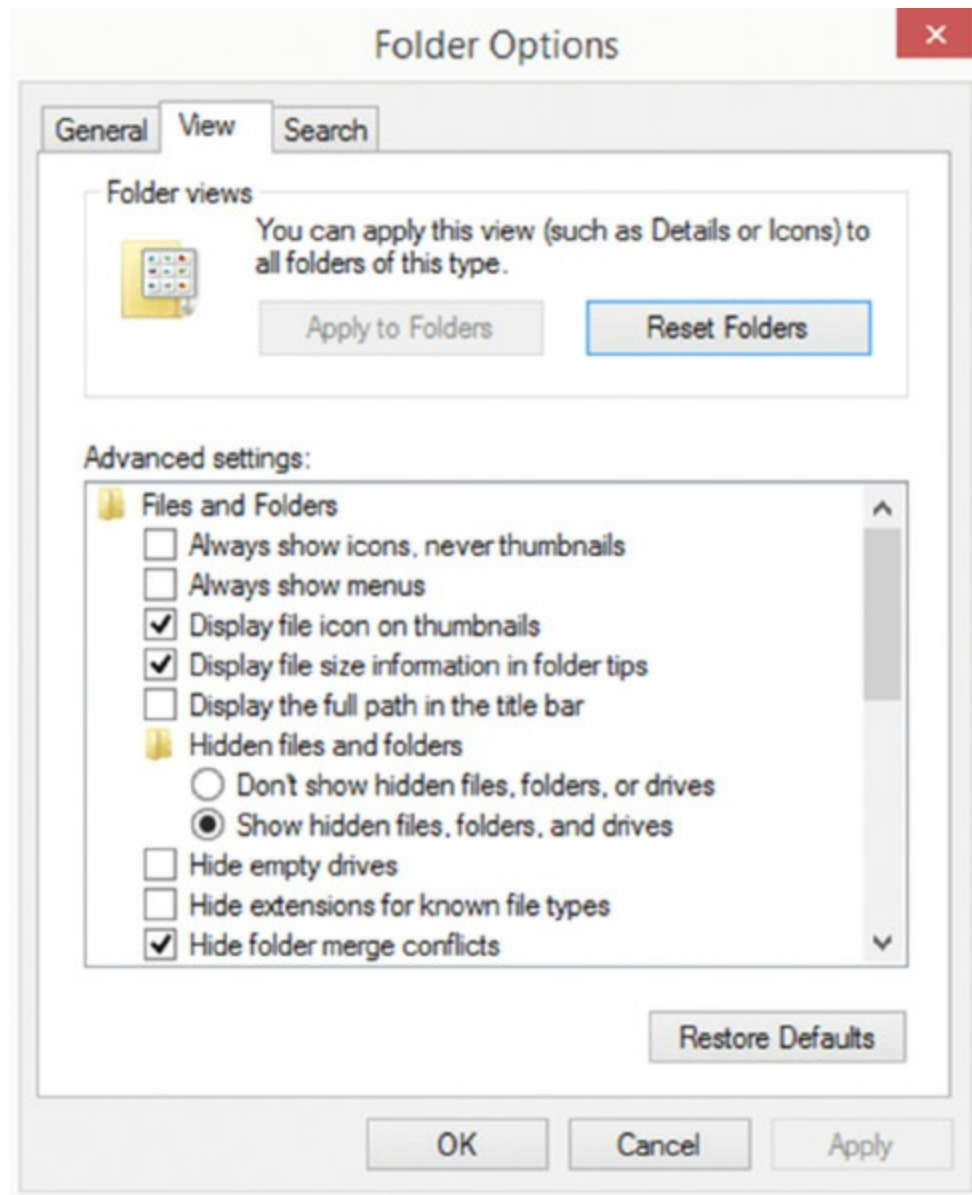 Folder Options
General View Search
Folder views
You can apply this view (such as Details or Icons) to
all folders of this type.
Apply to Folders Reset Folders
Advanced settings:
Files and Folders
Always show icons, never thumbnails
Always show menus
Display file icon on thumbnails
Display file size information in folder tips
Display the full path in the title bar
Hidden files and folders
Don't show hidden files, folders, or drives
Show hidden files, folders, and drives
Hide empty drives
Hide extensions for known file types
Hide folder merge conflicts
Restore Defaults
OK Cancel Apply